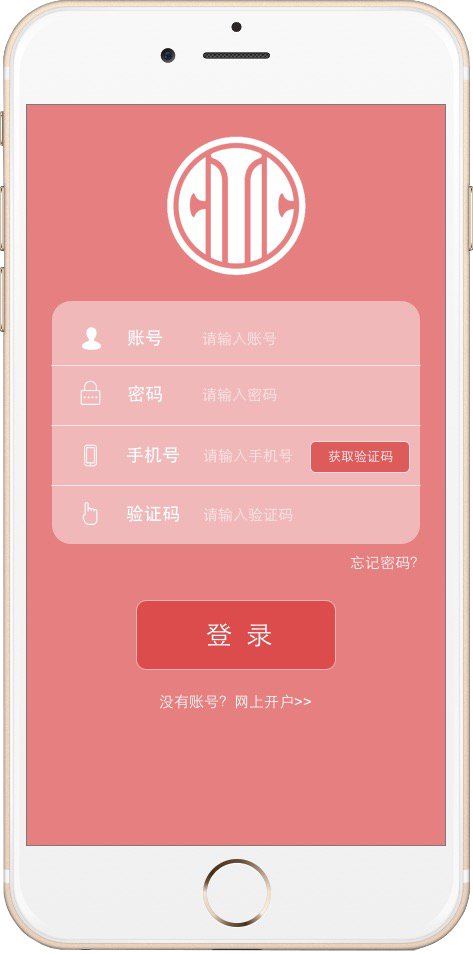 CITIC
账号 请输入账号
密码 请输入密码
手机号 请输入手机号 获取验证码
验证码 请输入验证码
忘记密码?
登 录
没有账号? 网上开户>>